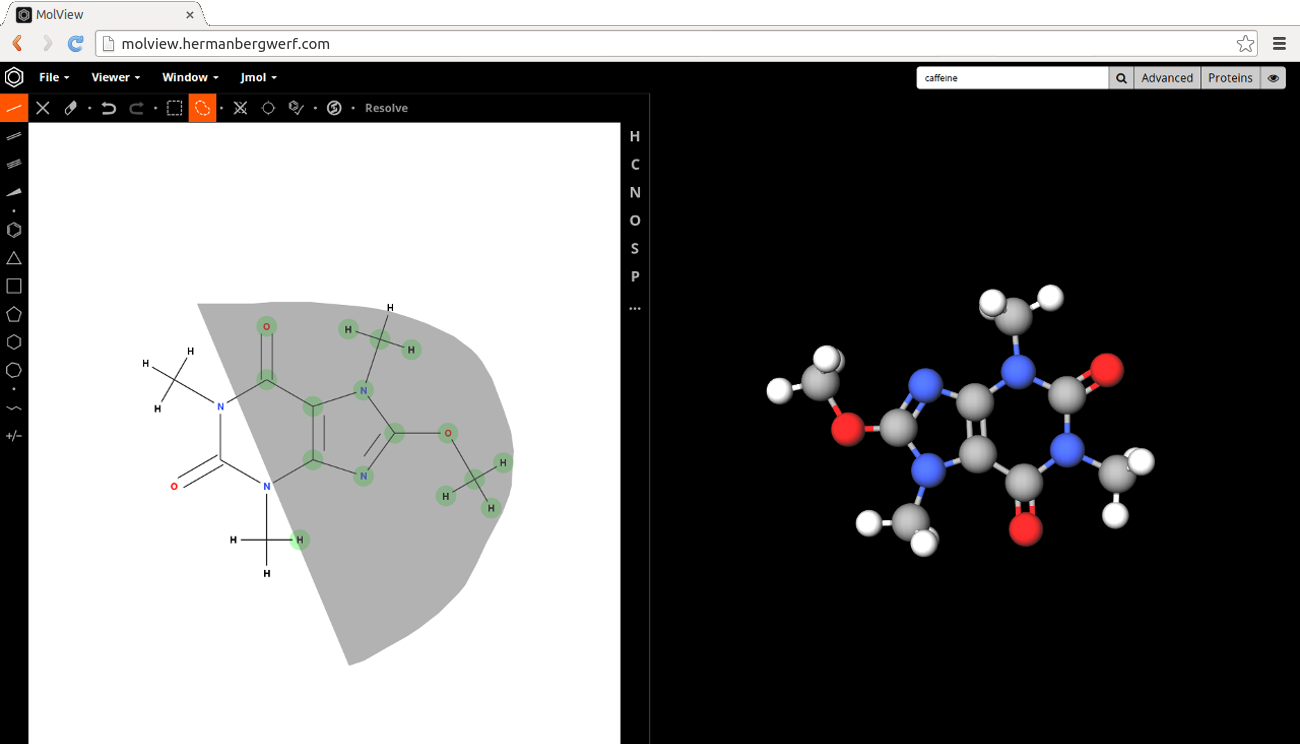 MolView
molview.hermanbergwerf.com
File Viewer Window Jmol caffeine Advanced Proteins
Resolve
H
C
N
O
S
P
...
+/-
H
O
H
H
H
H
N
N
H
O
H
O
N
N
H
H
H
H
H
H